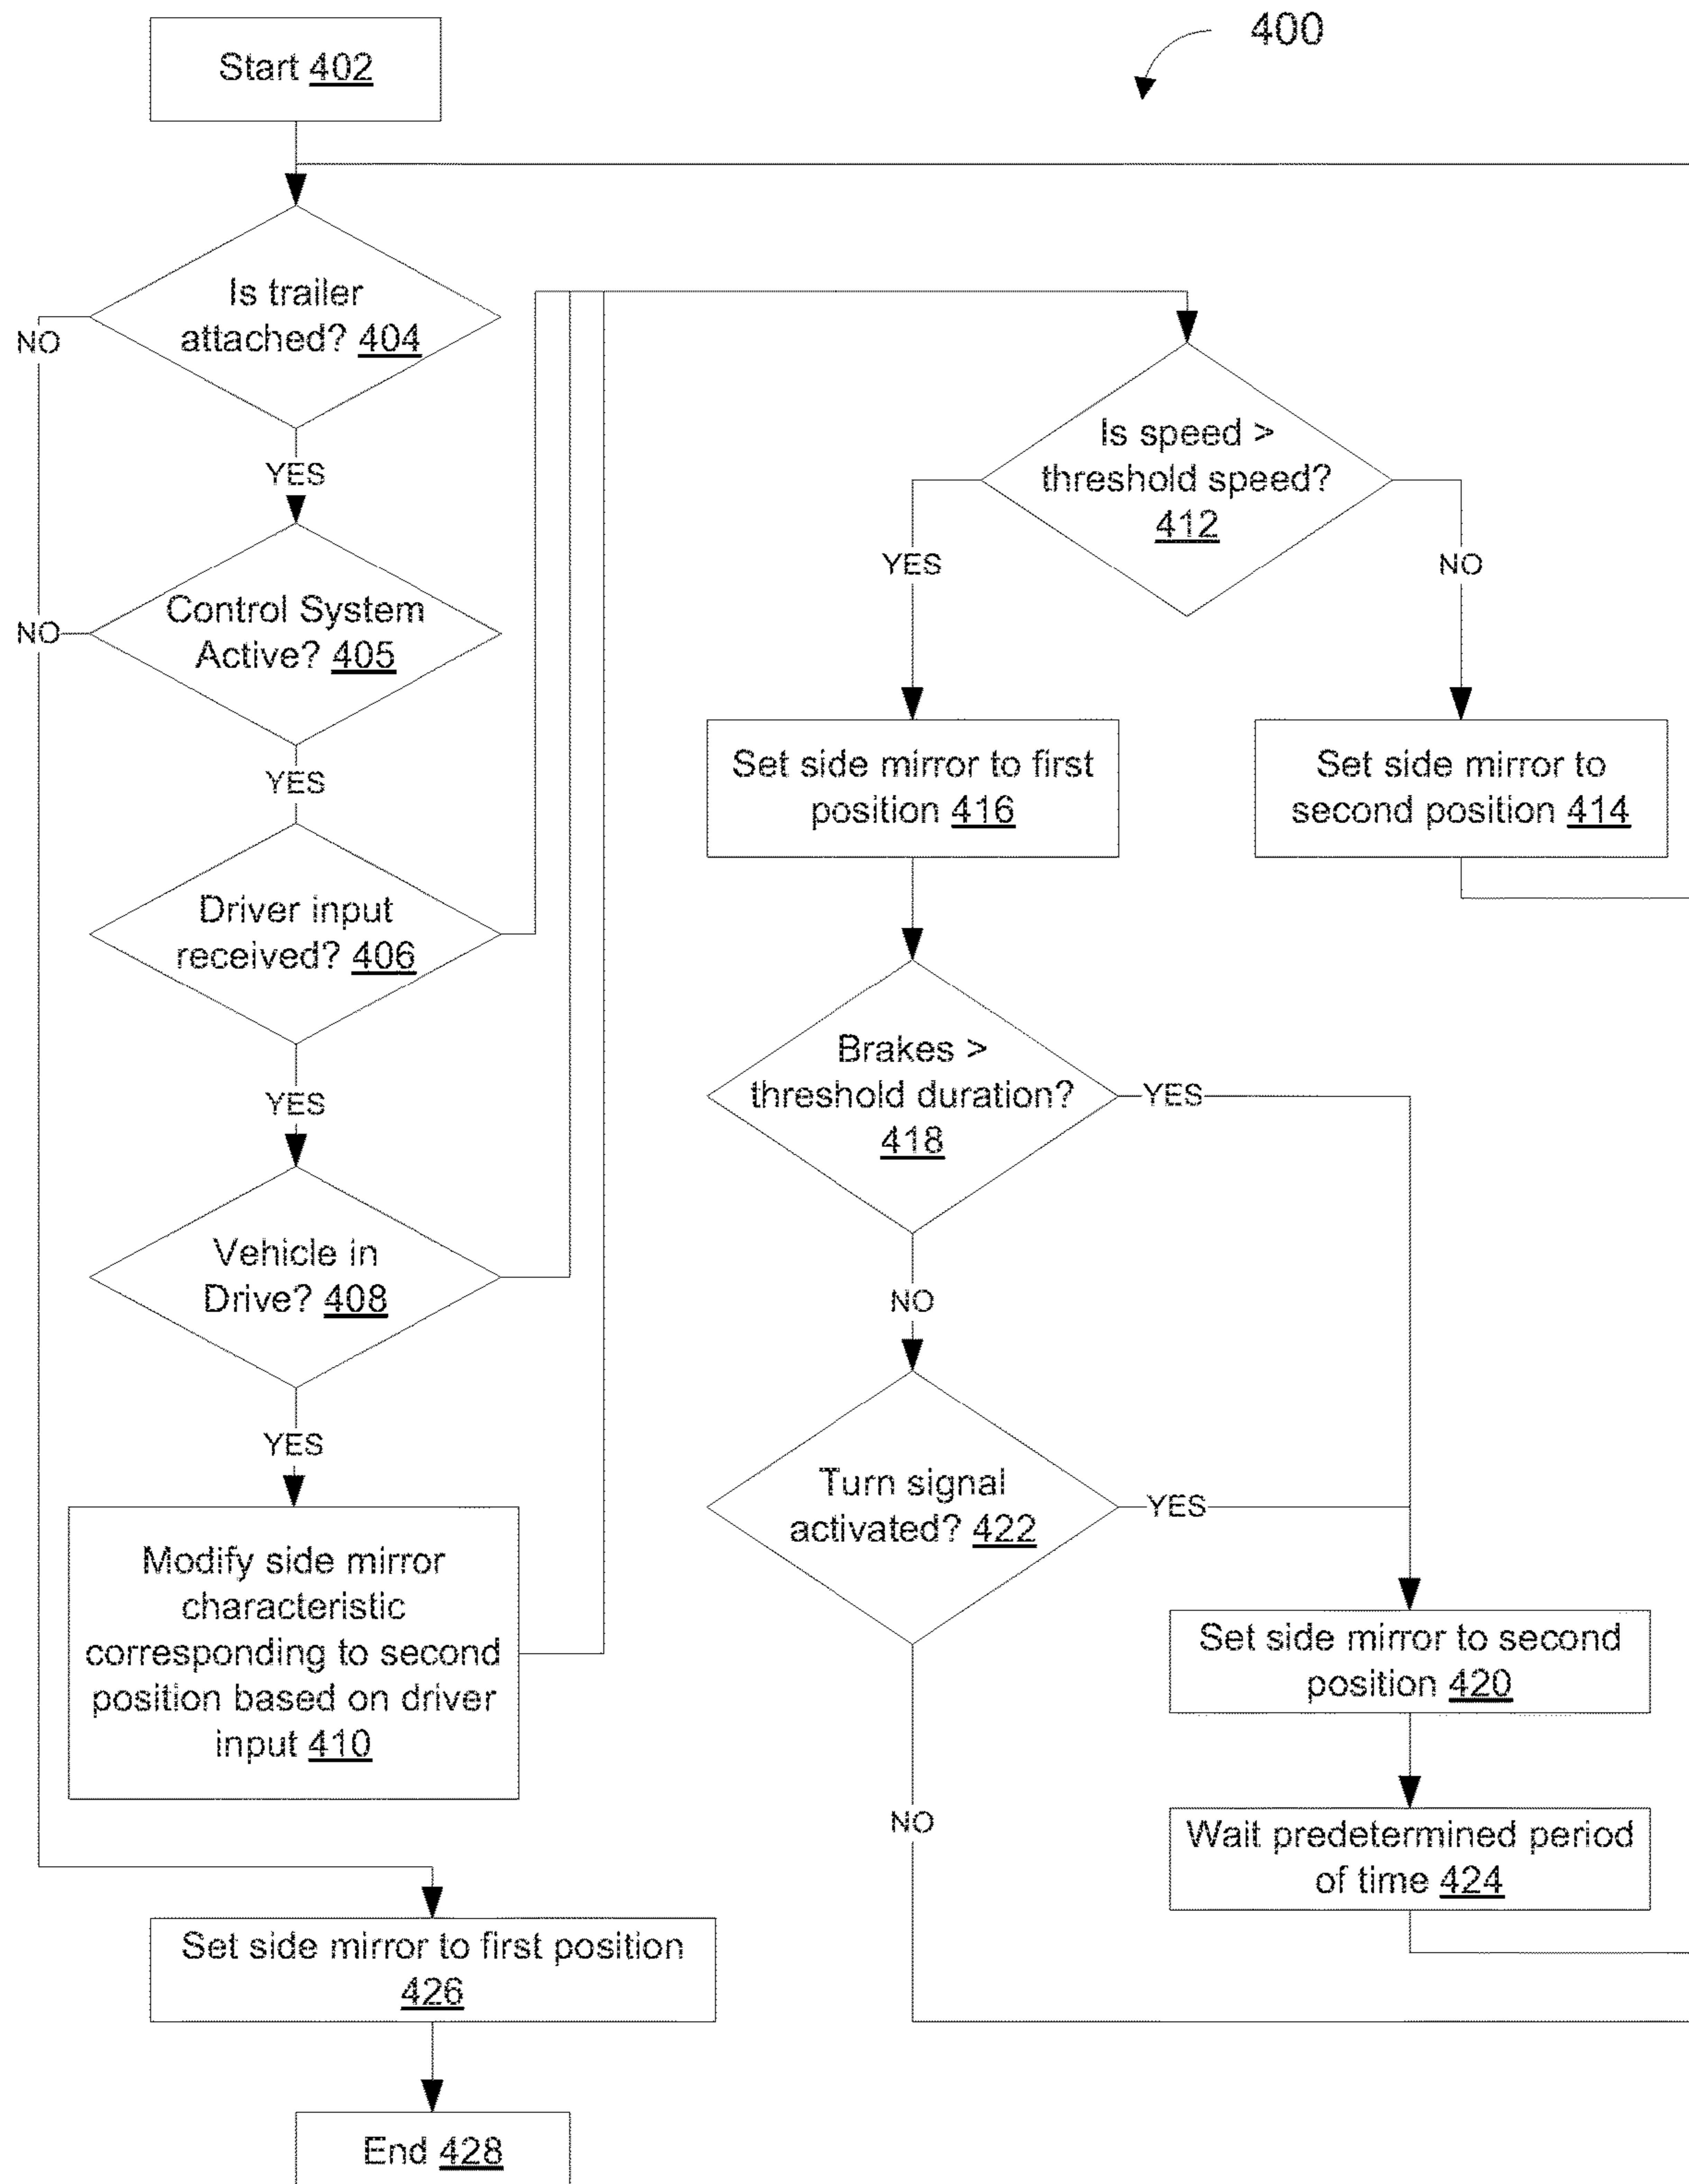 400
Start 402
Is trailer
attached? 404
NO
YES
Control System
Active? 405
NO
YES
Driver input
received? 406
YES
Vehicle in
Drive? 408
YES
Modify side mirror
characteristic
corresponding to second
position based on driver
input 410
Set side mirror to first position
426
End 428
Is speed >
threshold speed?
412
YES
NO
Set side mirror to first
position 416
Set side mirror to
second position 414
Brakes >
threshold duration?
418
YES
NO
Turn signal
activated? 422
YES
NO
Set side mirror to second
position 420
Wait predetermined period
of time 424